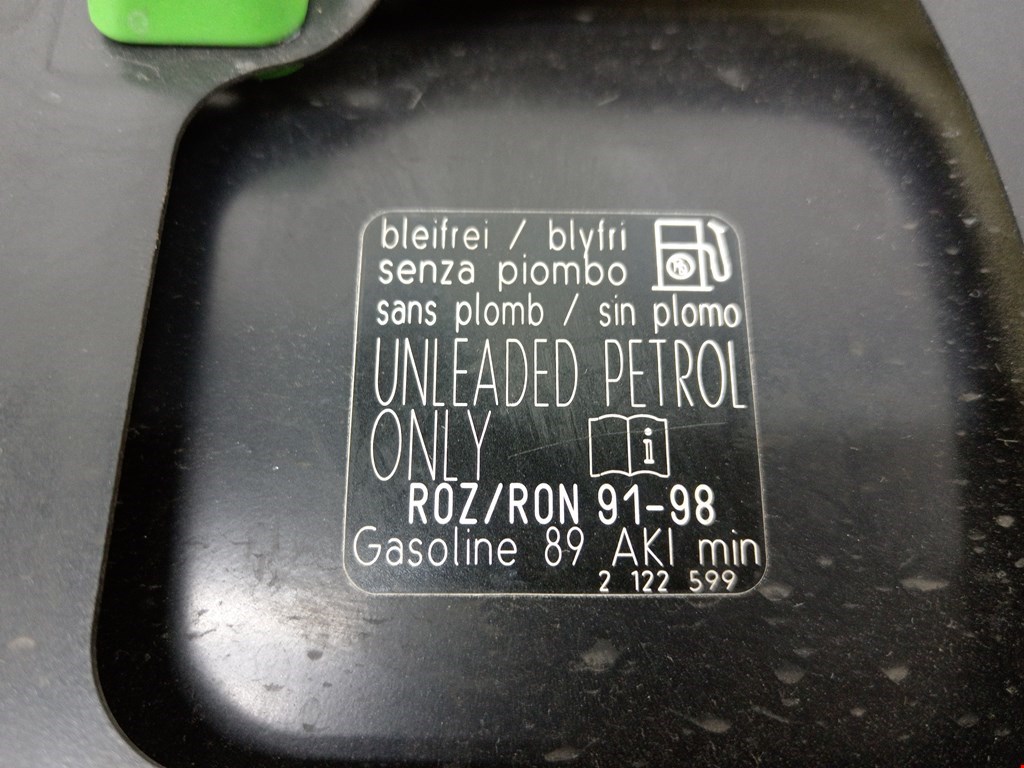 bleifrei / blyfri
senza piombo
sans plomb / sin plomo
UNLEADED PETROL
ONLY
i
ROZ/RON 91-98
Gasoline 89 AKI min
2 122 599